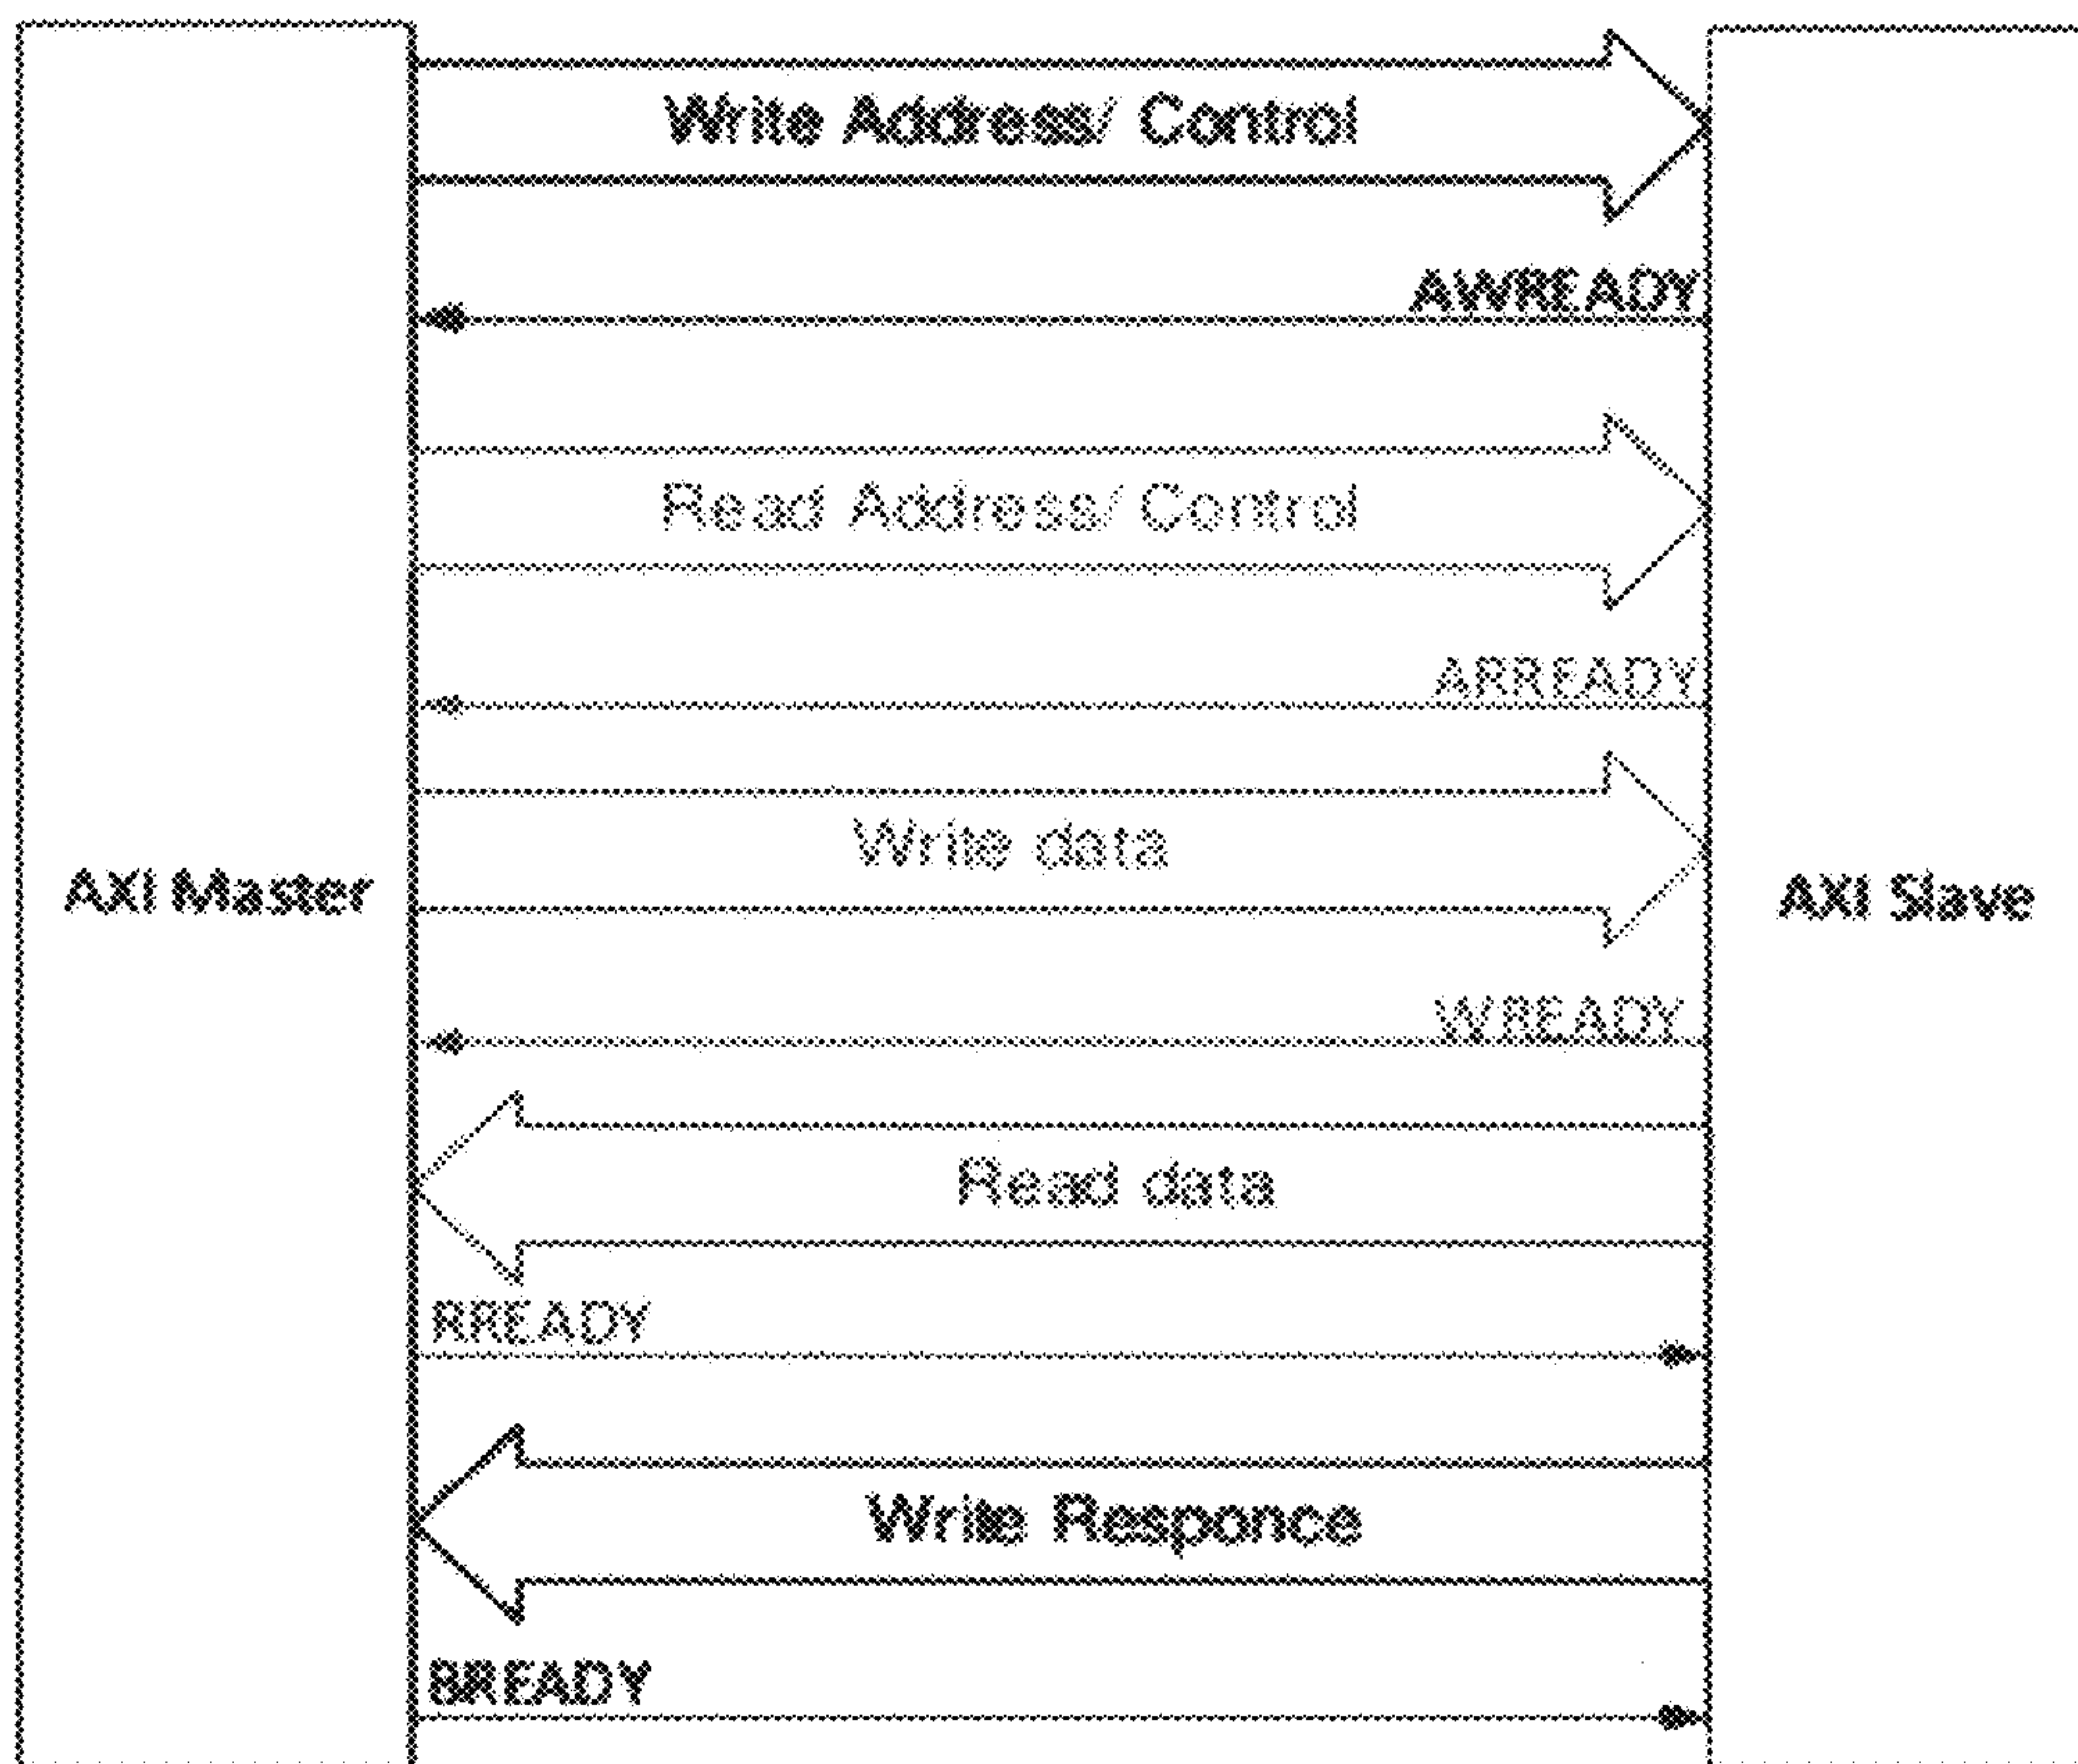 Write Address/ Control
AWREADY
Read Address/ Control
ARREADY
Write data
AXI Master
AXI Slave
WREADY
Read data
RREADY
Write Responce
BREADY